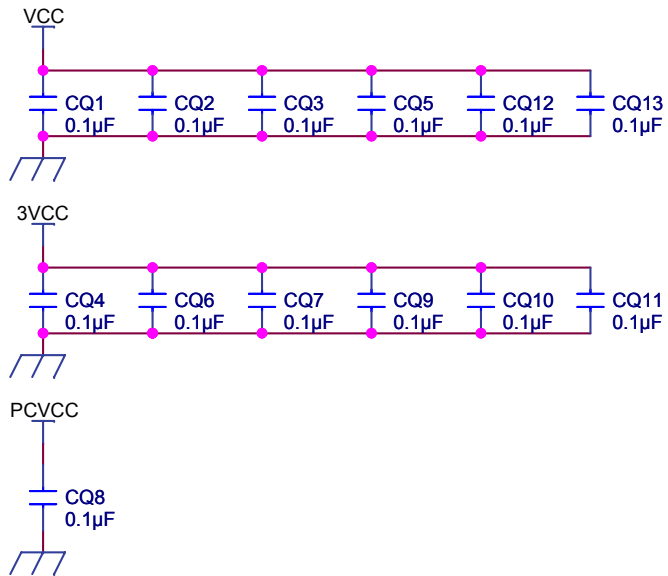 VCC
CQ1 CQ2 CQ3 CQ5 CQ12 CQ13
0.1µF 0.1µF 0.1µF 0.1µF 0.1µF 0.1µF
3VCC
CQ4 CQ6 CQ7 CQ9 CQ10 CQ11
0.1µF 0.1µF 0.1µF 0.1µF 0.1µF 0.1µF
PCVCC
CQ8
0.1µF